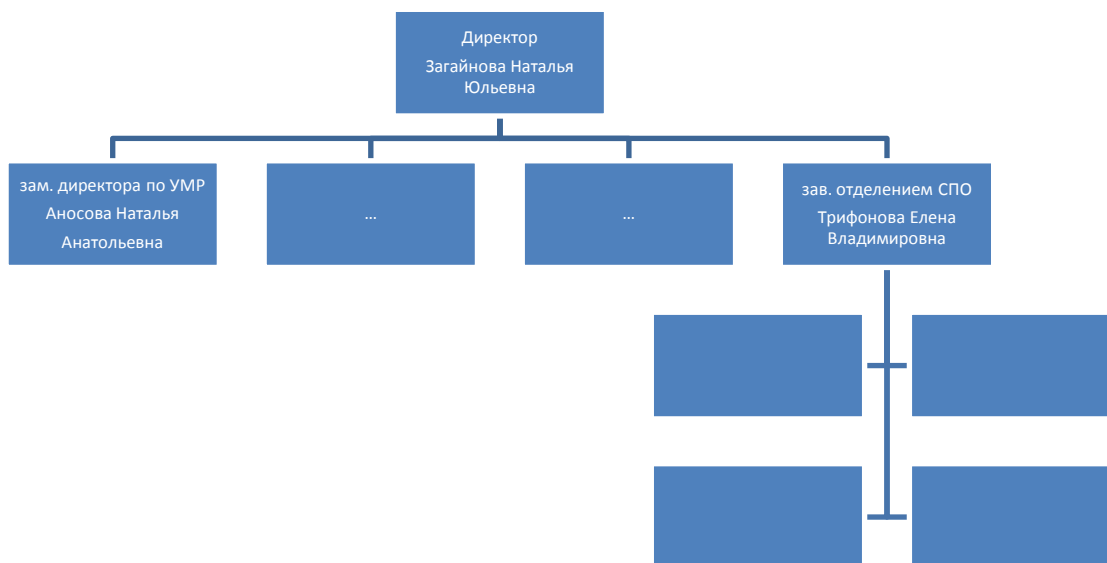 Директор
Загайнова Наталья
Юльевна
зам. директора по УМР
Аносова Наталья
Анатольевна
...
...
зав. отделением СПО
Трифонова Елена
Владимировна